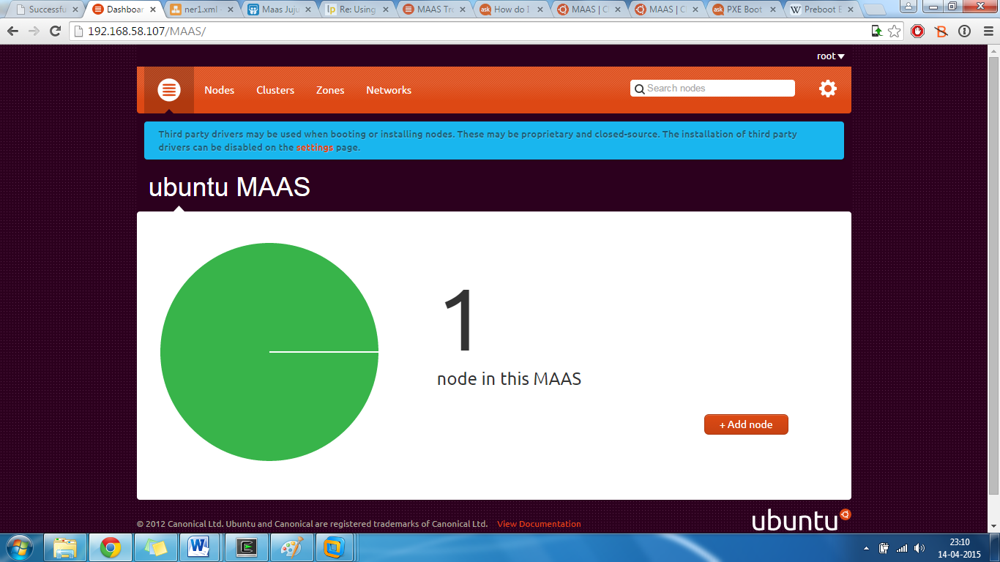 Successfu
Dashboar
ner1.xml
Maas Juju
Re: Using
MAAS Tro
How do I
MAAS | C
MAAS | C
PXE Boot
Preboot E
192.168.58.107/MAAS/
root
Nodes Clusters Zones Networks Search nodes
Third party drivers may be used when booting or installing nodes. These may be proprietary and closed-source. The installation of third party
drivers can be disabled on the settings page.
ubuntu MAAS
1
node in this MAAS
+ Add node
© 2012 Canonical Ltd. Ubuntu and Canonical are registered trademarks of Canonical Ltd. View Documentation
ubuntu
23:10
14-04-2015